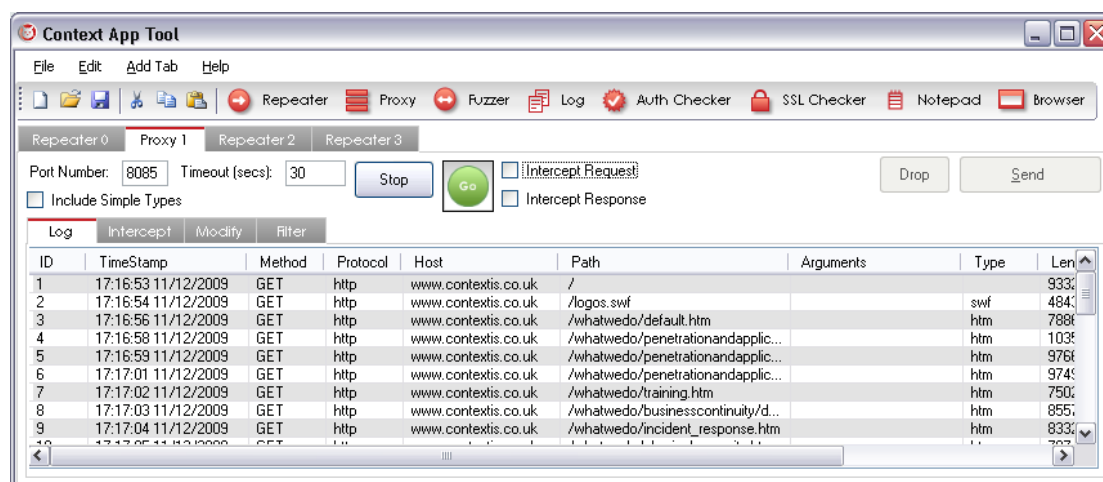 Context App Tool
File Edit Add Tab Help
Repeater Proxy Fuzzer Log Auth Checker SSL Checker Notepad Browser
Repeater 0 Proxy 1 Repeater 2 Repeater 3
Port Number: 8085 Timeout (secs): 30 Stop Go Intercept Request Drop Send
Include Simple Types Intercept Response
Log Intercept Modify Filter
ID TimeStamp Method Protocol Host Path Arguments Type Len
1 17:16:53 11/12/2009 GET http www.contextis.co.uk / 9332
2 17:16:54 11/12/2009 GET http www.contextis.co.uk /logos.swf swf 4843
3 17:16:56 11/12/2009 GET http www.contextis.co.uk /whatwedo/default.htm htm 7886
4 17:16:58 11/12/2009 GET http www.contextis.co.uk /whatwedo/penetrationandapplic... htm 1035
5 17:16:59 11/12/2009 GET http www.contextis.co.uk /whatwedo/penetrationandapplic... htm 9766
6 17:17:01 11/12/2009 GET http www.contextis.co.uk /whatwedo/penetrationandapplic... htm 9749
7 17:17:02 11/12/2009 GET http www.contextis.co.uk /whatwedo/training.htm htm 7502
8 17:17:03 11/12/2009 GET http www.contextis.co.uk /whatwedo/businesscontinuity/d... htm 8557
9 17:17:04 11/12/2009 GET http www.contextis.co.uk /whatwedo/incident_response.htm htm 8332